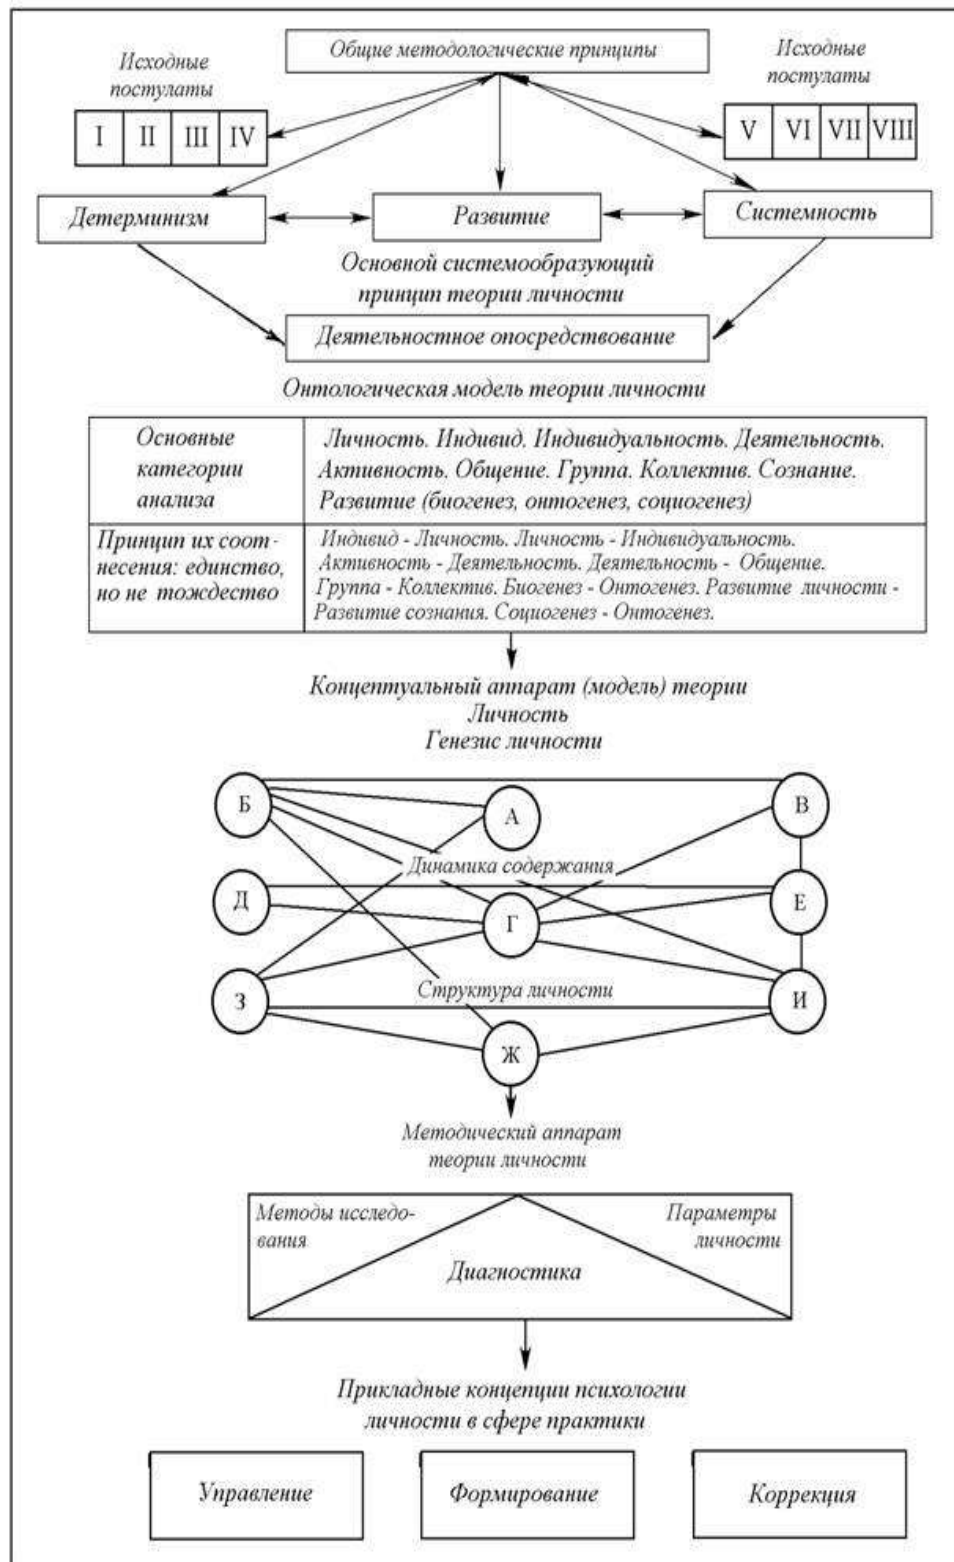 Общие методологические принципы
Исходные
постулаты
Исходные
постулаты
I II III IV
V VI VII VIII
Детерминизм
Развитие
Системность
Основной системообразующий
принцип теории личности
Деятельностное опосредствование
Онтологическая модель теории личности
Основные
категории
анализа
Личность. Индивид. Индивидуальность. Деятельность.
Активность. Общение. Группа. Коллектив. Сознание.
Развитие (биогенез, онтогенез, социогенез)
Принцип их соот-
несения: единство,
но не тождество
Индивид - Личность. Личность - Индивидуальность.
Активность - Деятельность. Деятельность - Общение.
Группа - Коллектив. Биогенез - Онтогенез. Развитие личности -
Развитие сознания. Социогенез - Онтогенез.
Концептуальный аппарат (модель) теории
Личность
Генезис личности
Б
А
В
Динамика содержания
Д
Г
Е
З
Структура личности
И
Ж
Методический аппарат
теории личности
Методы исследо-
вания
Параметры
личности
Диагностика
Прикладные концепции психологии
личности в сфере практики
Управление
Формирование
Коррекция